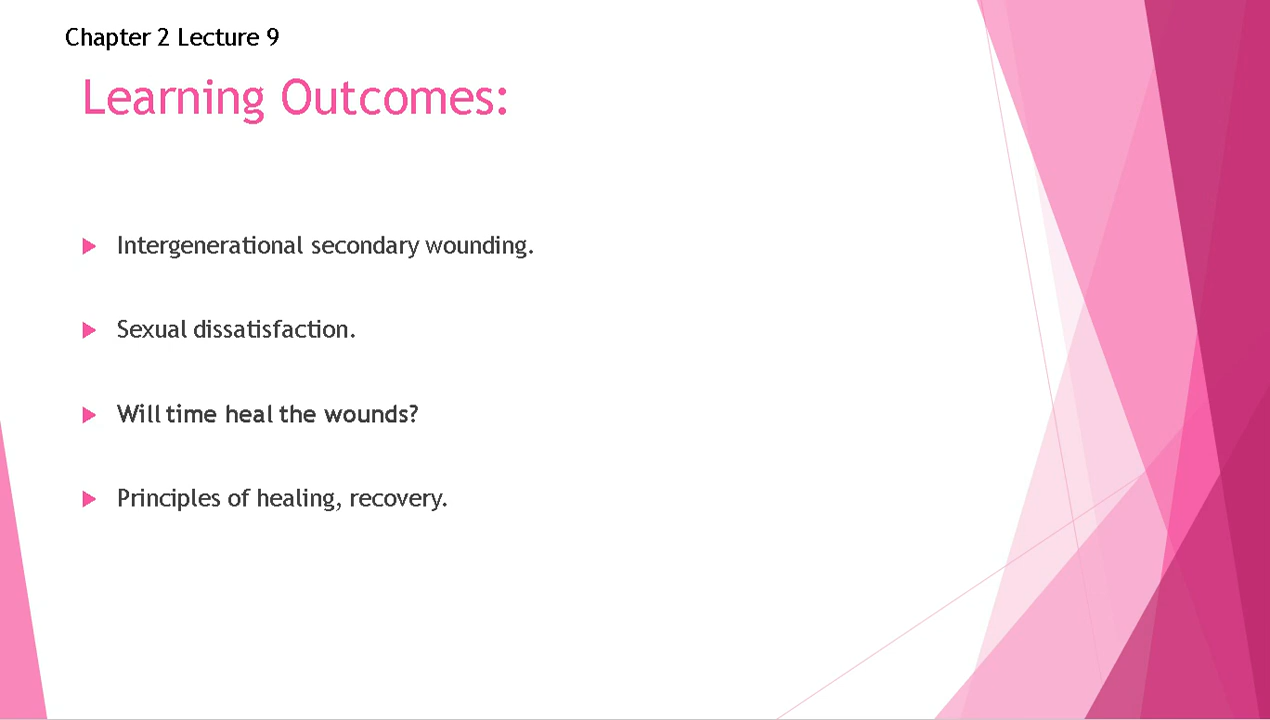 Chapter 2 Lecture 9
Learning Outcomes:
Intergenerational secondary wounding.
Sexual dissatisfaction.
Will time heal the wounds?
Principles of healing, recovery.